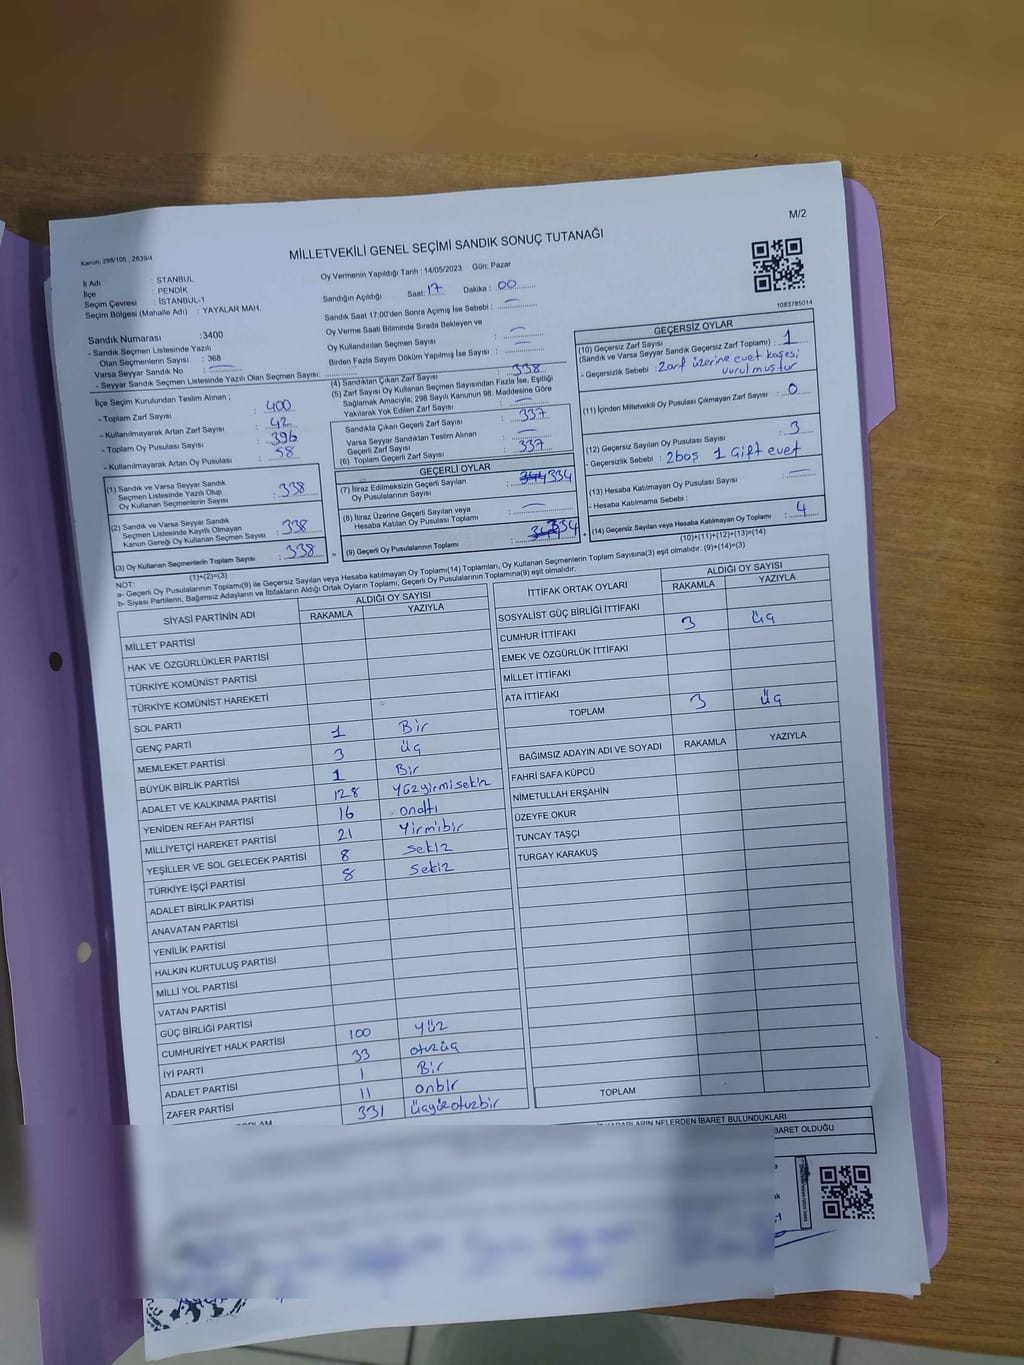 M/2
Kanun: 298/105 , 2839/4
MİLLETVEKİLİ GENEL SEÇİMİ SANDIK SONUÇ TUTANAĞI
İl Adı : STANBUL
İlçe : PENDİK
Seçim Çevresi : İSTANBUL-1
Seçim Bölgesi (Mahalle Adı) : YAYALAR MAH.
Oy Vermenin Yapıldığı Tarih : 14/05/2023 Gün: Pazar
Sandığın Açıldığı Saat: 17 Dakika : 00
Sandık Saat 17:00'den Sonra Açımış İse Sebebi :
Oy Verme Saati Bitiminde Sırada Bekleyen ve
Oy Kullandırılan Seçmen Sayısı :
Birden Fazla Sayım Döküm Yapılmış İse Sayısı :
1083785014
Sandık Numarası :3400
- Sandık Seçmen Listesinde Yazılı
Olan Seçmenlerin Sayısı : 368
Varsa Seyyar Sandık No :
- Seyyar Sandık Seçmen Listesinde Yazılı Olan Seçmen Sayısı:
İlçe Seçim Kurulundan Teslim Alınan ;
- Toplam Zarf Sayısı : 400
- Kullanılmayarak Artan Zarf Sayısı : 42
- Toplam Oy Pusulası Sayısı : 396
- Kullanılmayarak Artan Oy Pusulası : 58
(1) Sandık ve Varsa Seyyar Sandık
Seçmen Listesinde Yazılı Olup
Oy Kullanan Seçmenlerin Sayısı : 338
(2) Sandık ve Varsa Seyyar Sandık
Seçmen Listesinde Kayıtlı Olmayan
Kanun Gereği Oy Kullanan Seçmen Sayısı : 338
(3) Oy Kullanan Seçmenlerin Toplam Sayısı : 338
(1)+(2)=(3)
(4) Sandıktan Çıkan Zarf Sayısı : 338
(5) Zarf Sayısı Oy Kullanan Seçmen Sayısından Fazla İse, Eşitliği
Sağlamak Amacıyla; 298 Sayılı Kanunun 98. Maddesine Göre
Yakılarak Yok Edilen Zarf Sayısı :
Sandıkta Çıkan Geçerli Zarf Sayısı : 337
Varsa Seyyar Sandıktan Teslim Alınan
Geçerli Zarf Sayısı :
(6) Toplam Geçerli Zarf Sayısı : 337
GEÇERLİ OYLAR
(7) İtiraz Edilmeksizin Geçerli Sayılan
Oy Pusulalarının Sayısı : 334
(8) İtiraz Üzerine Geçerli Sayılan veya
Hesaba Katılan Oy Pusulası Toplamı :
(9) Geçerli Oy Pusulalarının Toplamı : 334
GEÇERSİZ OYLAR
(10) Geçersiz Zarf Sayısı
(Sandık ve Varsa Seyyar Sandık Geçersiz Zarf Toplamı) : 1
- Geçersizlik Sebebi : Zarf üzerine evet kaşesi
vurulmuştur
(11) İçinden Milletvekili Oy Pusulası Çıkmayan Zarf Sayısı : 0
(12) Geçersiz Sayılan Oy Pusulası Sayısı : 3
- Geçersizlik Sebebi : 2boş 1 Gift evet
(13) Hesaba Katılmayan Oy Pusulası Sayısı :
- Hesaba Katılmama Sebebi :
(14) Geçersiz Sayılan veya Hesaba Katılmayan Oy Toplamı : 4
(10)+(11)+(12)+(13)=(14)
NOT:
a- Geçerli Oy Pusulalarının Toplamı(9) ile Geçersiz Sayılan veya Hesaba katılmayan Oy Toplamı(14) Toplamları, Oy Kullanan Seçmenlerin Toplam Sayısına(3) eşit olmalıdır. (9)+(14)=(3)
b- Siyasi Partilerin, Bağımsız Adayların ve İttifakların Aldığı Ortak Oyların Toplamı, Geçerli Oy Pusulalarının Toplamına(9) eşit olmalıdır.
SİYASİ PARTİNİN ADI ALDIĞI OY SAYISI
RAKAMLA YAZIYLA
MİLLET PARTİSİ
HAK VE ÖZGÜRLÜKLER PARTİSİ
TÜRKİYE KOMÜNİST PARTİSİ
TÜRKİYE KOMÜNİST HAREKETİ
SOL PARTİ
GENÇ PARTİ 1 Bir
MEMLEKET PARTİSİ 3 üç
BÜYÜK BİRLİK PARTİSİ 1 Bir
ADALET VE KALKINMA PARTİSİ 128 Yüzyirmisekiz
YENİDEN REFAH PARTİSİ 16 onaltı
MİLLİYETÇİ HAREKET PARTİSİ 21 Yirmibir
YEŞİLLER VE SOL GELECEK PARTİSİ 8 Sekiz
TÜRKİYE İŞÇİ PARTİSİ 8 Sekiz
ADALET BİRLİK PARTİSİ
ANAVATAN PARTİSİ
YENİLİK PARTİSİ
HALKIN KURTULUŞ PARTİSİ
MİLLİ YOL PARTİSİ
VATAN PARTİSİ
GÜÇ BİRLİĞİ PARTİSİ
CUMHURİYET HALK PARTİSİ 100 Yüz
İYİ PARTİ 33 otuzüç
ADALET PARTİSİ 1 Bir
ZAFER PARTİSİ 11 onbir
331 üçyüzotuzbir
İTTİFAK ORTAK OYLARI ALDIĞI OY SAYISI
RAKAMLA YAZIYLA
SOSYALİST GÜÇ BİRLİĞİ İTTİFAKI
CUMHUR İTTİFAKI 3 üç
EMEK VE ÖZGÜRLÜK İTTİFAKI
MİLLET İTTİFAKI
ATA İTTİFAKI
TOPLAM 3 üç
BAĞIMSIZ ADAYIN ADI VE SOYADI RAKAMLA YAZIYLA
FAHRİ SAFA KÜPCÜ
NİMETULLAH ERŞAHİN
ÜZEYFE OKUR
TUNCAY TAŞÇI
TURGAY KARAKUŞ
TOPLAM
NELERDEN İBARET BULUNDUKLARI
BARET OLDUĞU